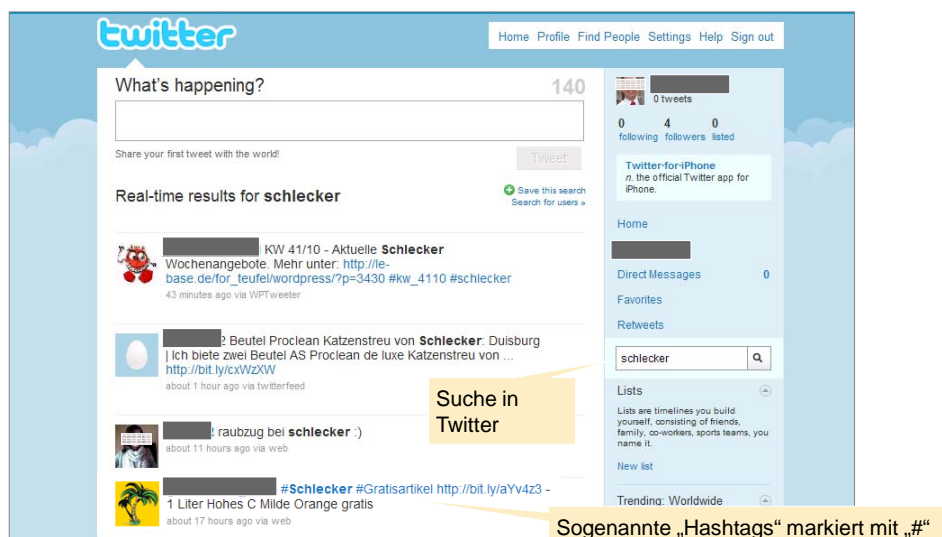 twitter
Home Profile Find People Settings Help Sign out
What's happening?
140
Share your first tweet with the world!
Tweet
Real-time results for schlecker
Save this search
Search for users »
KW 41/10 - Aktuelle Schlecker
Wochenangebote. Mehr unter: http://le-
base.de/for_teufel/wordpress/?p=3430 #kw_4110 #schlecker
43 minutes ago via WPTweeter
2 Beutel Proclean Katzenstreu von Schlecker: Duisburg
| Ich biete zwei Beutel AS Proclean de luxe Katzenstreu von ...
http://bit.ly/cxWzXW
about 1 hour ago via twitterfeed
raubzug bei schlecker :)
about 11 hours ago via web
#Schlecker #Gratisartikel http://bit.ly/aYv4z3 -
1 Liter Hohes C Milde Orange gratis
about 17 hours ago via web
0 tweets
0 4 0
following followers listed
Twitter-for-iPhone
n. the official Twitter app for
iPhone.
Home
Direct Messages 0
Favorites
Retweets
schlecker
Lists
Lists are timelines you build
yourself, consisting of friends,
family, co-workers, sports teams, you
name it.
New list
Trending: Worldwide
Suche in
Twitter
Sogenannte „Hashtags“ markiert mit „#“